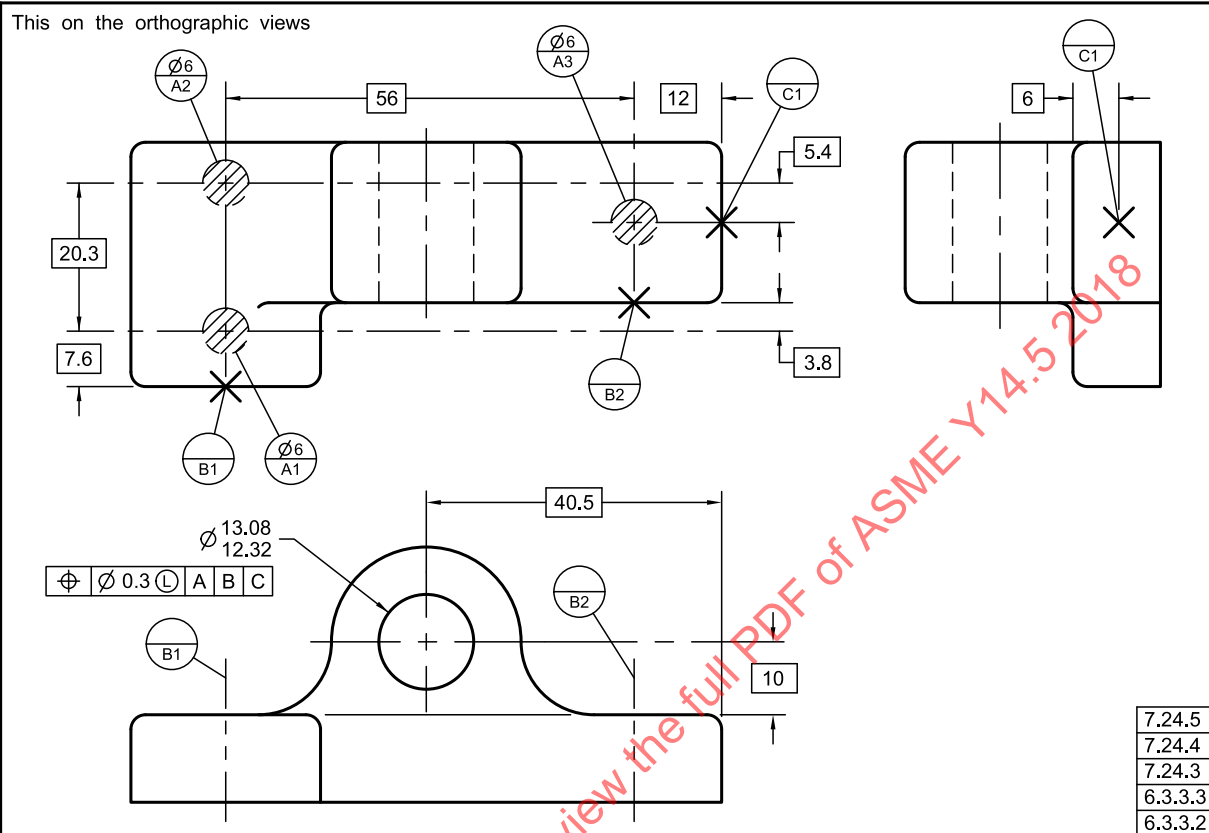 This on the orthographic views
Ø6
A2
Ø6
A3
C1
C1
56
12
6
5.4
20.3
7.6
3.8
B2
B1
Ø6
A1
40.5
Ø 13.08
12.32
⌖ Ø 0.3 Ⓛ A B C
B1
B2
10
7.24.5
7.24.4
7.24.3
6.3.3.3
6.3.3.2
view the full PDF of ASME Y14.5 2018